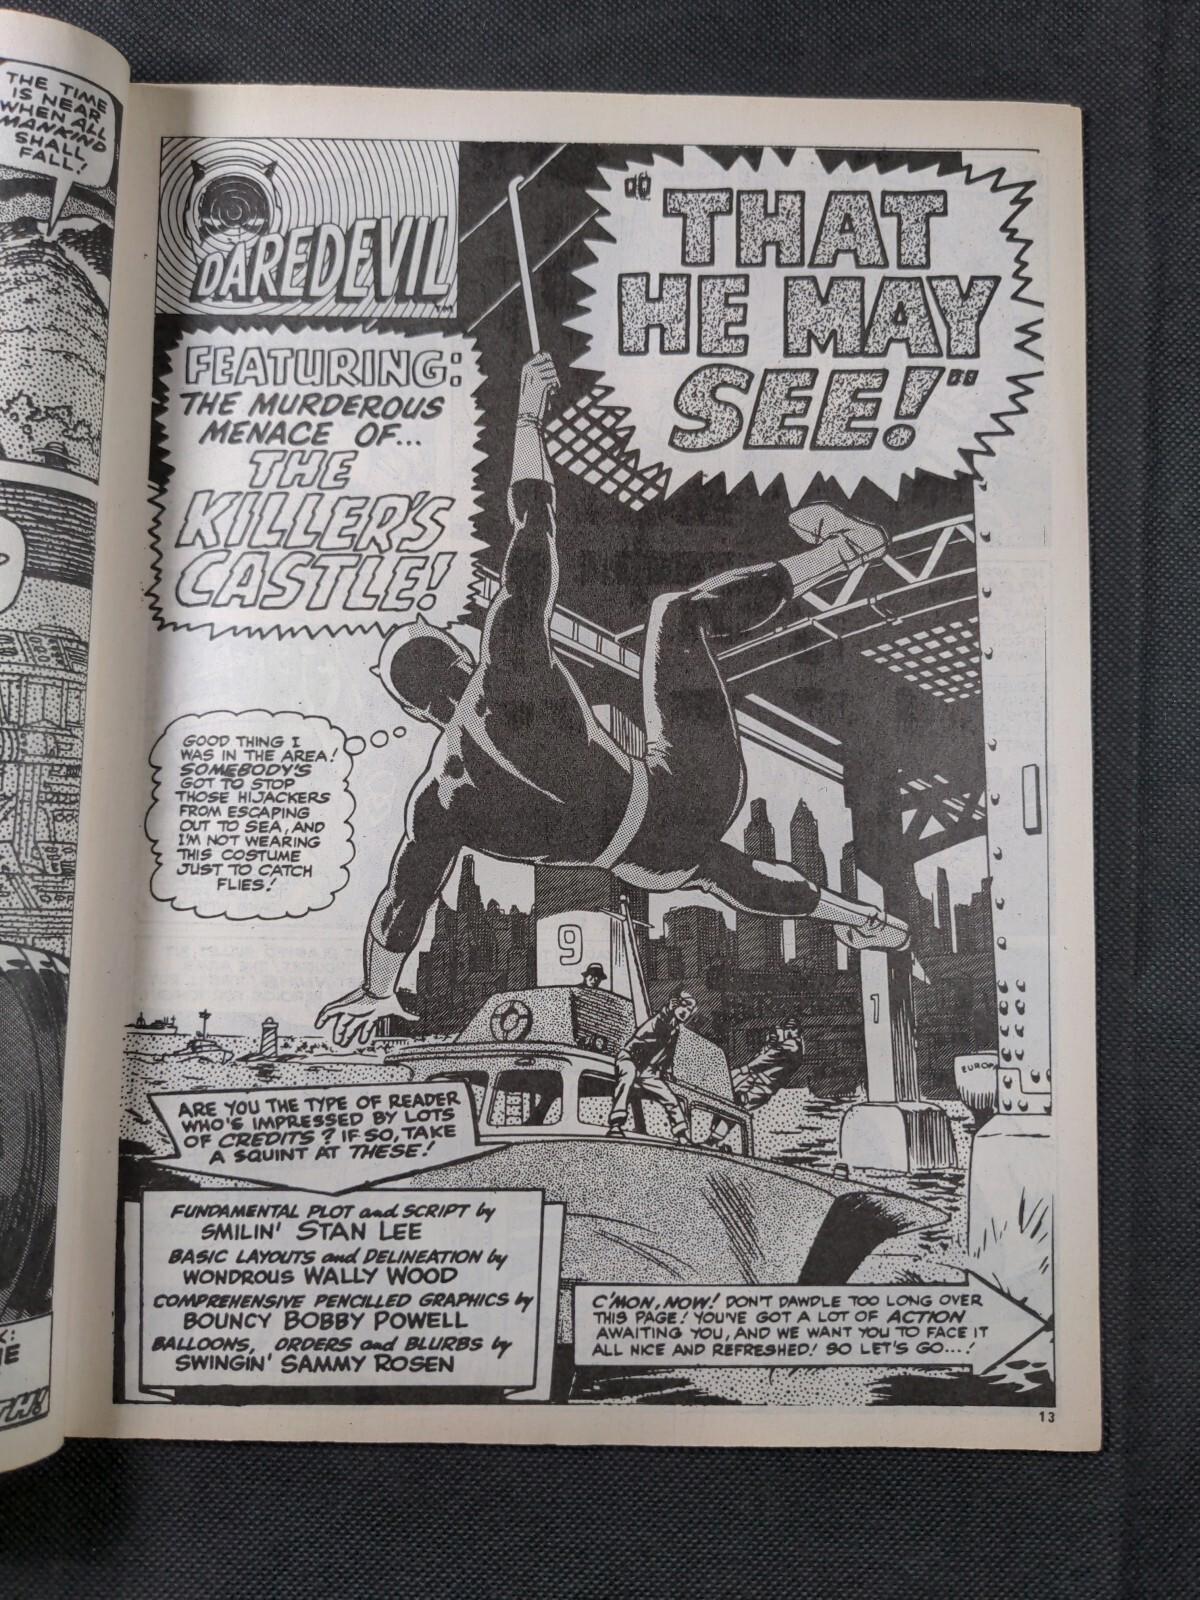 THE TIME
IS NEAR
WHEN ALL
MANKIND
SHALL
FALL!
DAREDEVIL
TM
"THAT
HE MAY
SEE!"
FEATURING:
THE MURDEROUS
MENACE OF...
THE
KILLER'S
CASTLE!
GOOD THING I
WAS IN THE AREA!
SOMEBODY'S
GOT TO STOP
THOSE HIJACKERS
FROM ESCAPING
OUT TO SEA, AND
I'M NOT WEARING
THIS COSTUME
JUST TO CATCH
FLIES!
9
1
EUROP
ARE YOU THE TYPE OF READER
WHO'S IMPRESSED BY LOTS
OF CREDITS? IF SO, TAKE
A SQUINT AT THESE!
FUNDAMENTAL PLOT and SCRIPT by
SMILIN' STAN LEE
BASIC LAYOUTS and DELINEATION by
WONDROUS WALLY WOOD
COMPREHENSIVE PENCILLED GRAPHICS by
BOUNCY BOBBY POWELL
BALLOONS, ORDERS and BLURBS by
SWINGIN' SAMMY ROSEN
C'MON, NOW! DON'T DAWDLE TOO LONG OVER
THIS PAGE! YOU'VE GOT A LOT OF ACTION
AWAITING YOU, AND WE WANT YOU TO FACE IT
ALL NICE AND REFRESHED! SO LET'S GO...!
13